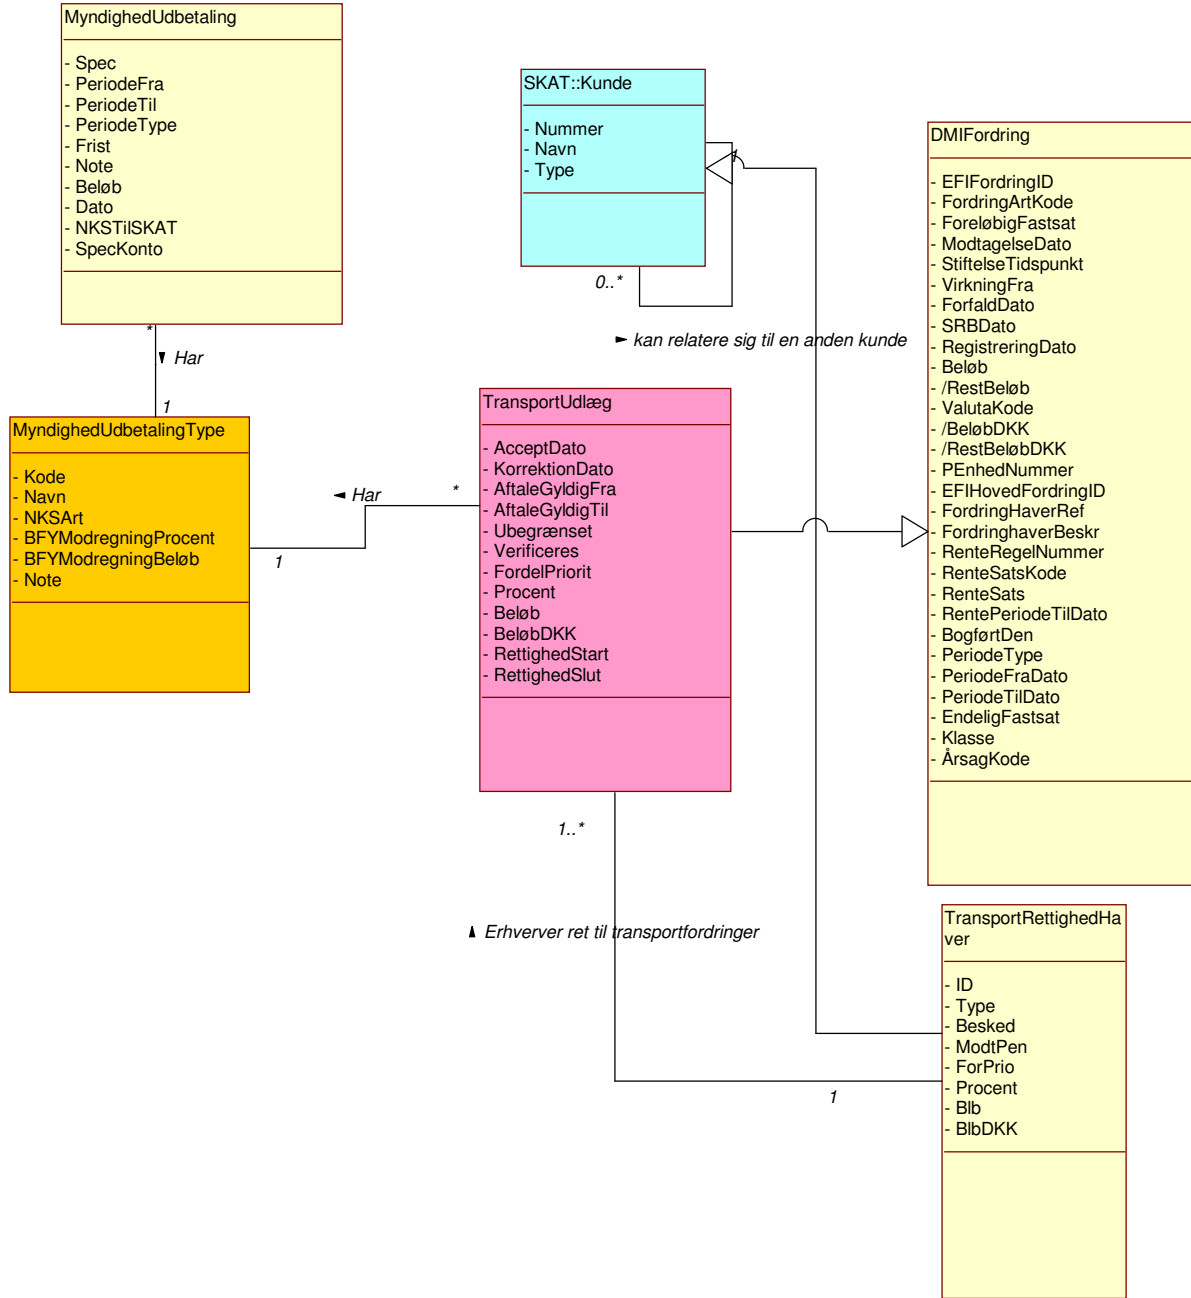 MyndighedUdbetaling
- Spec
- PeriodeFra
- PeriodeTil
- PeriodeType
- Frist
- Note
- Beløb
- Dato
- NKSTilSKAT
- SpecKonto
*
Har
1
MyndighedUdbetalingType
- Kode
- Navn
- NKSArt
- BFYModregningProcent
- BFYModregningBeløb
- Note
1
Har
*
SKAT::Kunde
- Nummer
- Navn
- Type
1
0..*
kan relatere sig til en anden kunde
TransportUdlæg
- AcceptDato
- KorrektionDato
- AftaleGyldigFra
- AftaleGyldigTil
- Ubegrænset
- Verificeres
- FordelPriorit
- Procent
- Beløb
- BeløbDKK
- RettighedStart
- RettighedSlut
1..*
Erhverver ret til transportfordringer
1
DMIFordring
- EFIFordringID
- FordringArtKode
- ForeløbigFastsat
- ModtagelseDato
- StiftelseTidspunkt
- VirkningFra
- ForfaldDato
- SRBDato
- RegistreringDato
- Beløb
- /RestBeløb
- ValutaKode
- /BeløbDKK
- /RestBeløbDKK
- PEnhedNummer
- EFIHovedFordringID
- FordringHaverRef
- FordringhaverBeskr
- RenteRegelNummer
- RenteSatsKode
- RenteSats
- RentePeriodeTilDato
- BogførtDen
- PeriodeType
- PeriodeFraDato
- PeriodeTilDato
- EndeligFastsat
- Klasse
- ÅrsagKode
TransportRettighedHa
ver
- ID
- Type
- Besked
- ModtPen
- ForPrio
- Procent
- Blb
- BlbDKK